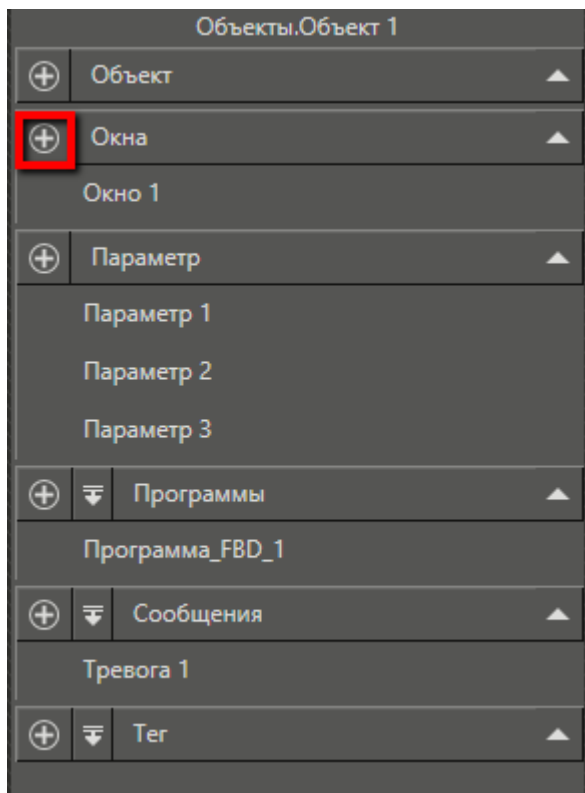 Объекты.Объект 1
Объект
Окна
Окно 1
Параметр
Параметр 1
Параметр 2
Параметр 3
Программы
Программа_FBD_1
Сообщения
Тревога 1
Тег